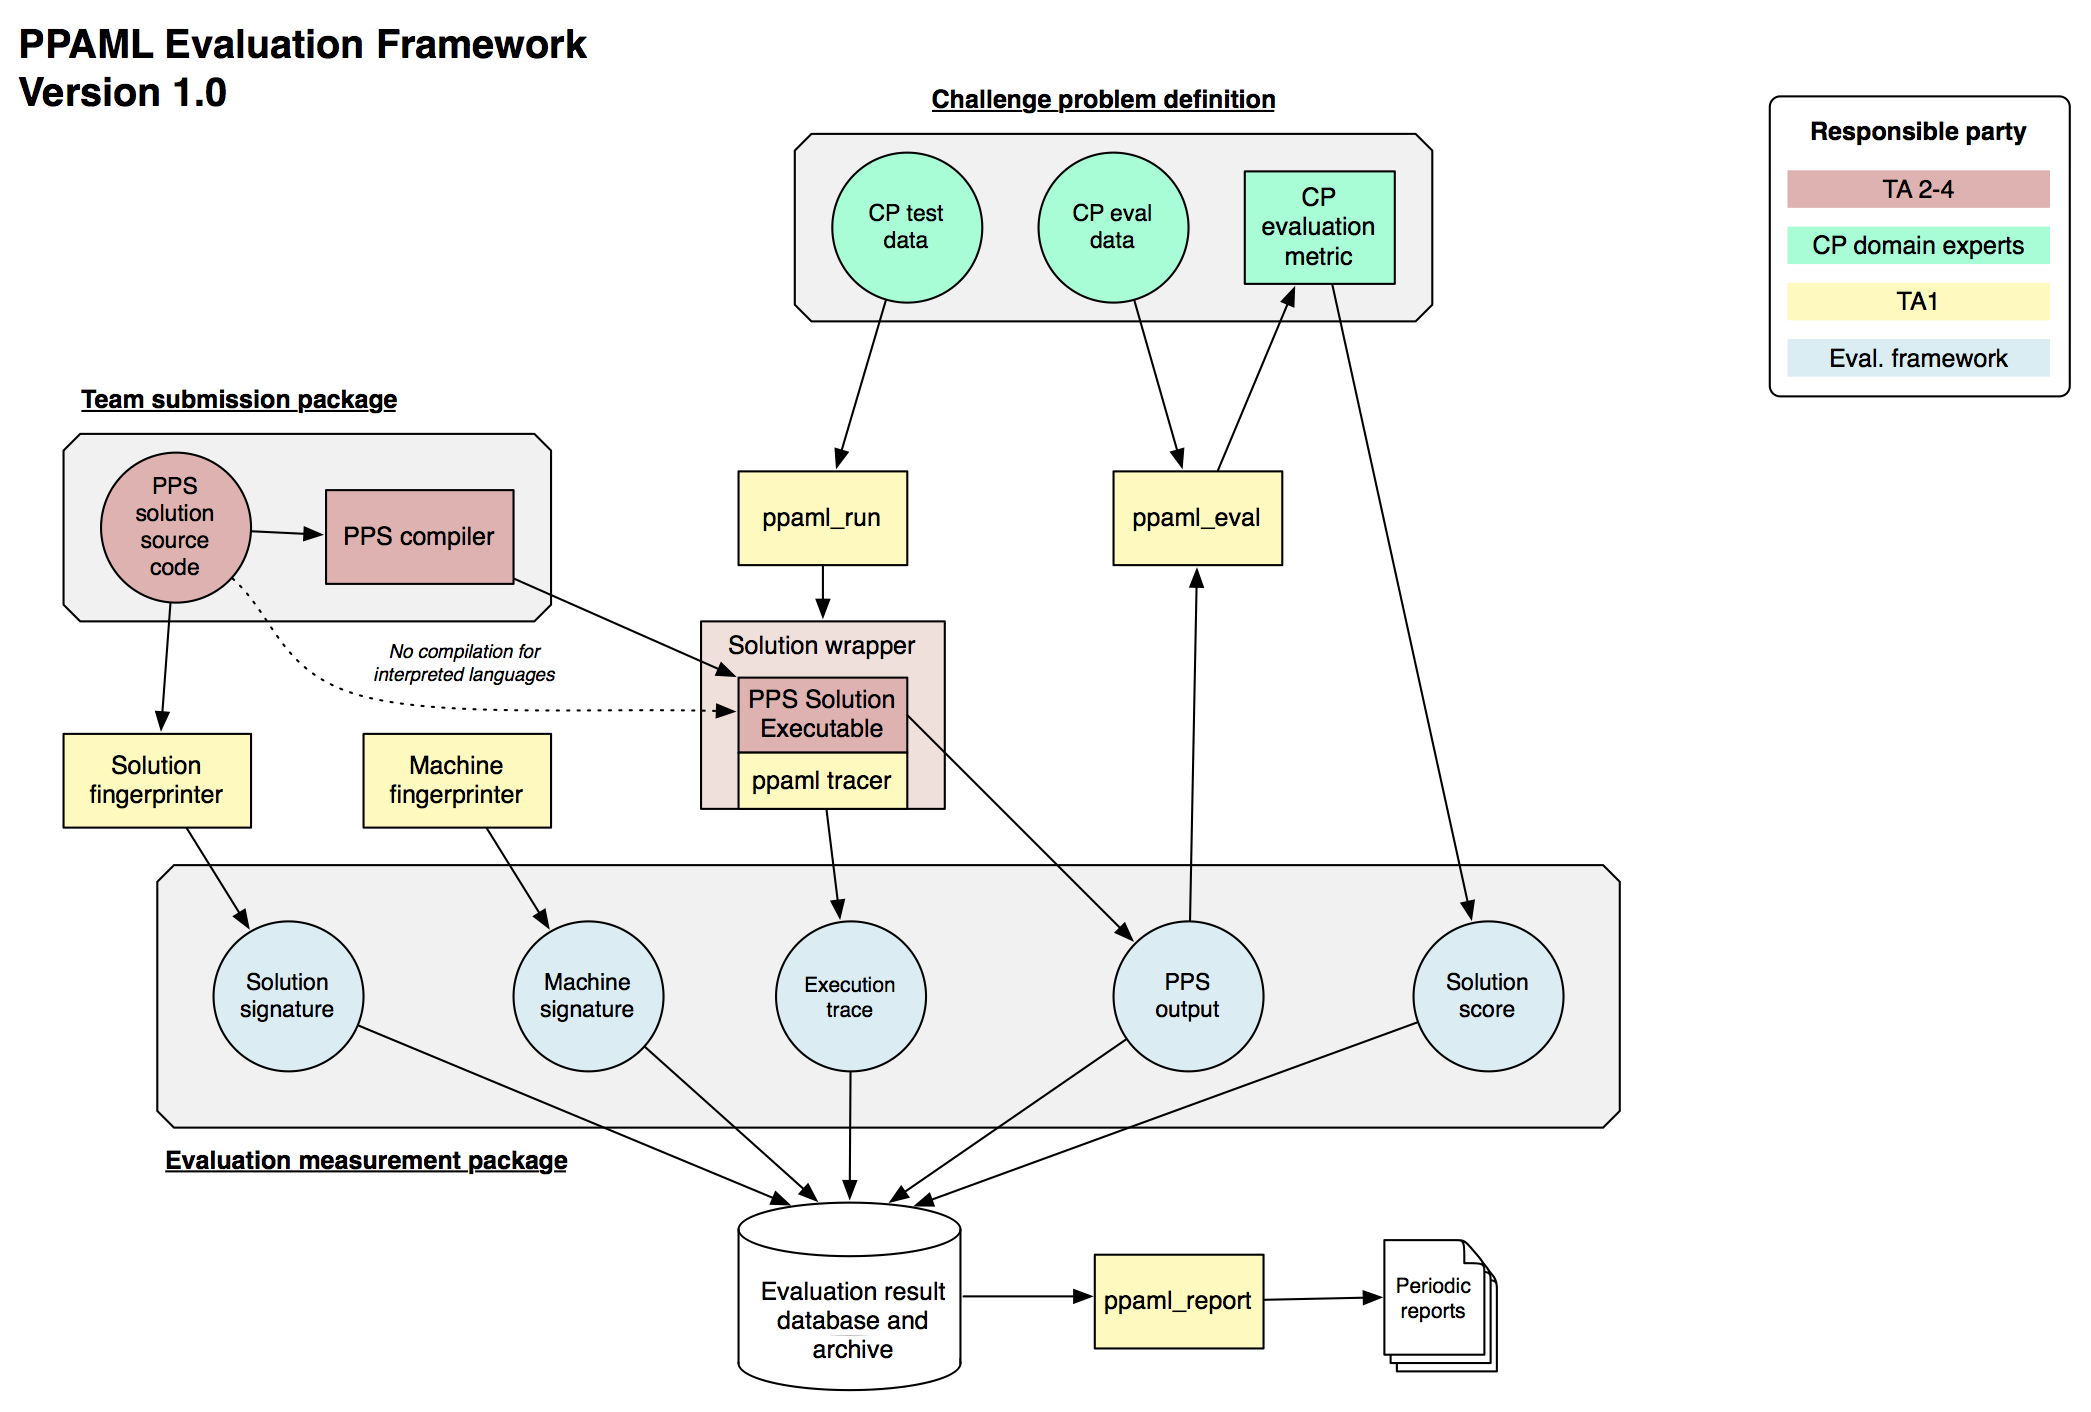 PPAML Evaluation Framework
Version 1.0
Challenge problem definition
CP test
data
CP eval
data
CP
evaluation
metric
Responsible party
TA 2-4
CP domain experts
TA1
Eval. framework
Team submission package
PPS
solution
source
code
PPS compiler
ppaml_run
ppaml_eval
No compilation for
interpreted languages
Solution wrapper
PPS Solution
Executable
ppaml tracer
Solution
fingerprinter
Machine
fingerprinter
Solution
signature
Machine
signature
Execution
trace
PPS
output
Solution
score
Evaluation measurement package
Evaluation result
database and
archive
ppaml_report
Periodic
reports